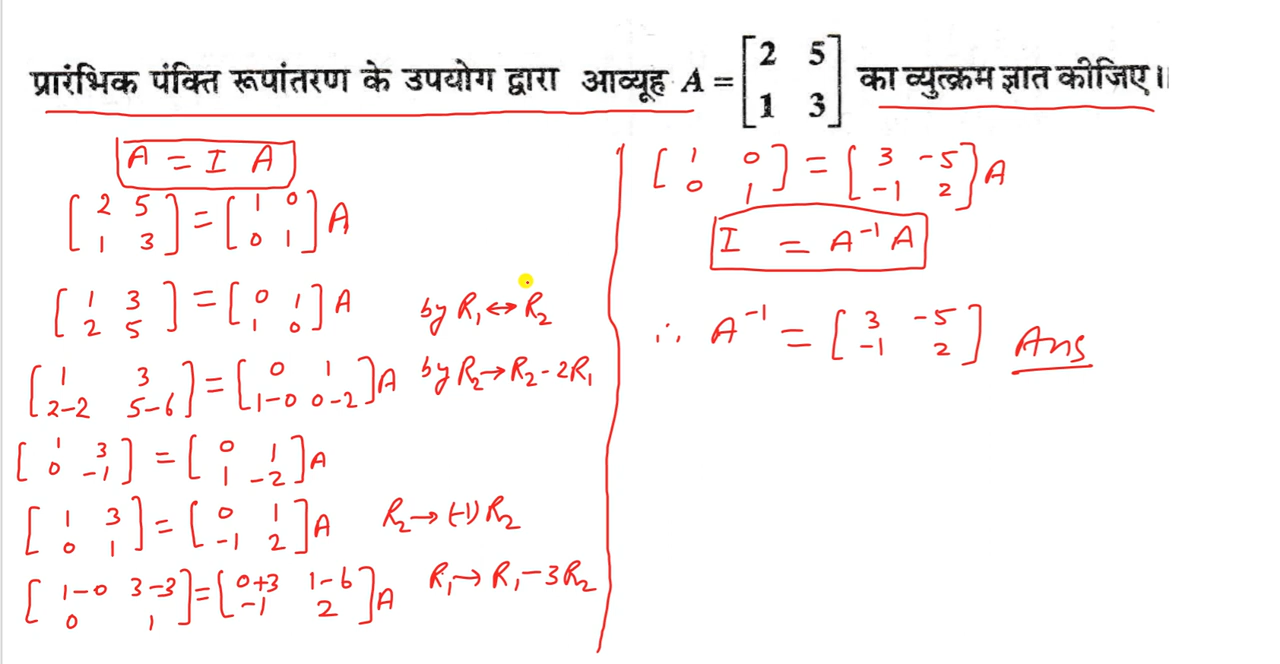 प्रारंभिक पंक्ति रूपांतरण के उपयोग द्वारा आव्यूह A = [2 5; 1 3] का व्युत्क्रम ज्ञात कीजिए।
A = I A
[2 5; 1 3] = [1 0; 0 1] A
[1 3; 2 5] = [0 1; 1 0] A by R₁ ↔ R₂
[1 3; 2-2 5-6] = [0 1; 1-0 0-2] A by R₂ → R₂ - 2R₁
[1 3; 0 -1] = [0 1; 1 -2] A
[1 3; 0 1] = [0 1; -1 2] A R₂ → (-1) R₂
[1-0 3-3; 0 1] = [0+3 1-6; -1 2] A R₁ → R₁ - 3R₂
[1 0; 0 1] = [3 -5; -1 2] A
I = A⁻¹ A
∴ A⁻¹ = [3 -5; -1 2] Ans